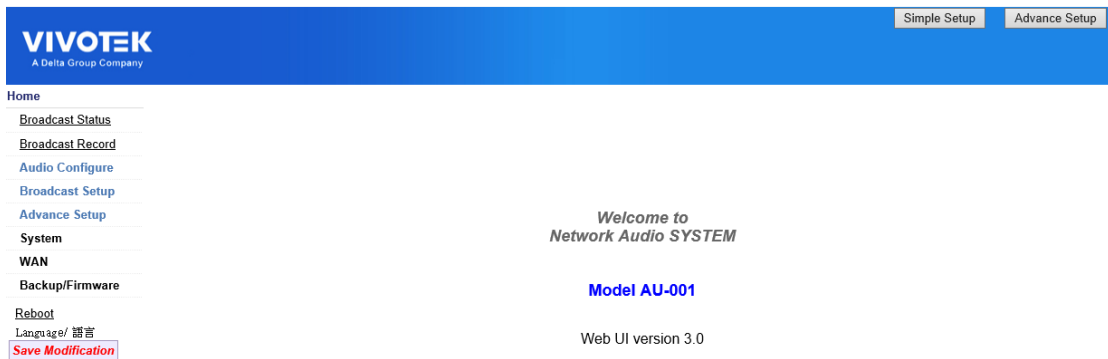 Simple Setup Advance Setup
VIVOTEK
A Delta Group Company
Home
Broadcast Status
Broadcast Record
Audio Configure
Broadcast Setup
Advance Setup
System
WAN
Backup/Firmware
Reboot
Language/ 語言
Save Modification
Welcome to
Network Audio SYSTEM
Model AU-001
Web UI version 3.0